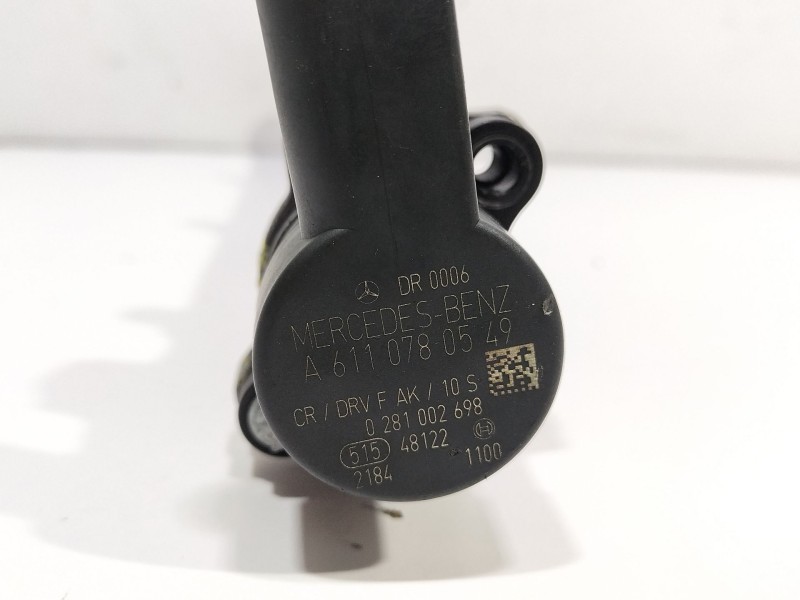 DR 0006
MERCEDES-BENZ
A 611 078 05 49
CR / DRV F AK / 10 S
0 281 002 698
515 48122
2184 1100